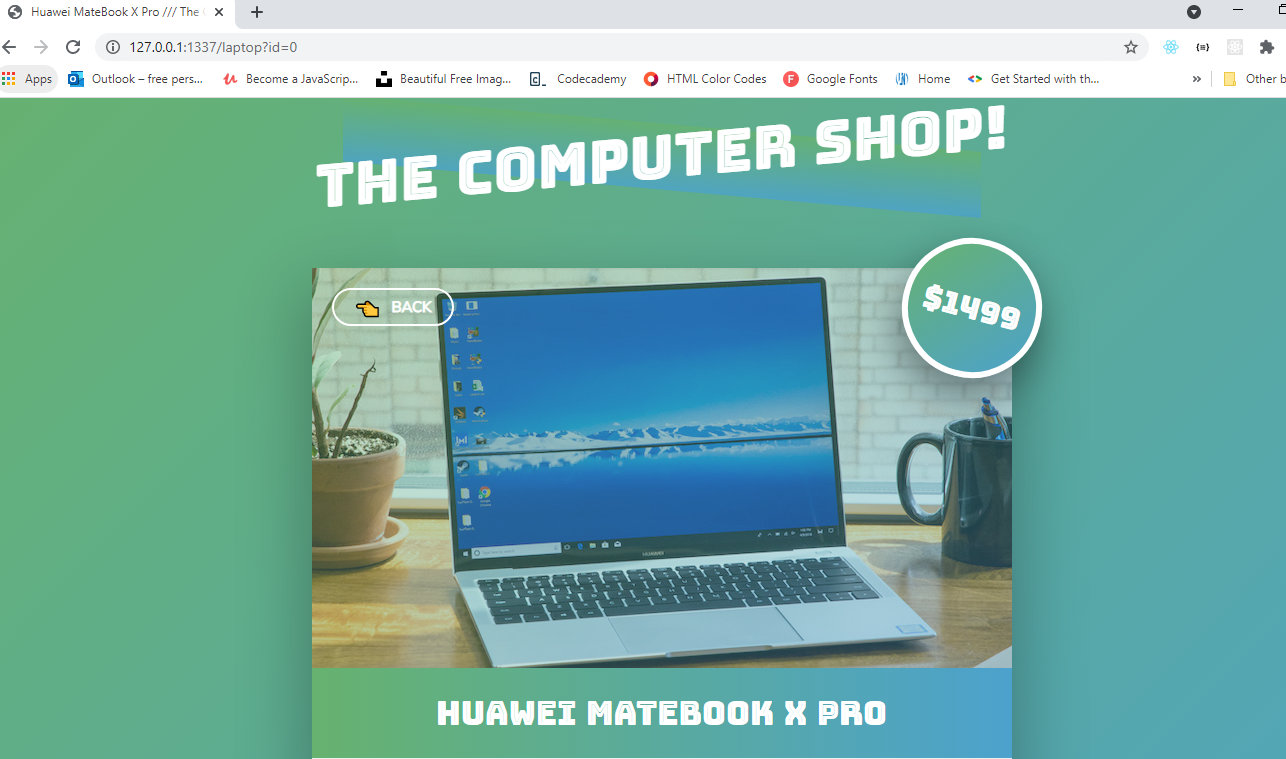 Huawei MateBook X Pro /// The
127.0.0.1:1337/laptop?id=0
Apps Outlook – free pers... Become a JavaScrip... Beautiful Free Imag... Codecademy HTML Color Codes Google Fonts Home Get Started with th... » Other b
THE COMPUTER SHOP!
$1499
BACK
HUAWEI
HUAWEI MATEBOOK X PRO